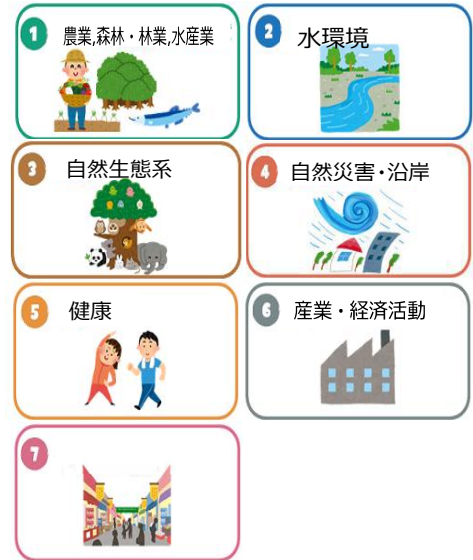 1 農業,森林・林業,水産業
2 水環境
3 自然生態系
4 自然災害・沿岸
5 健康
6 産業・経済活動
7